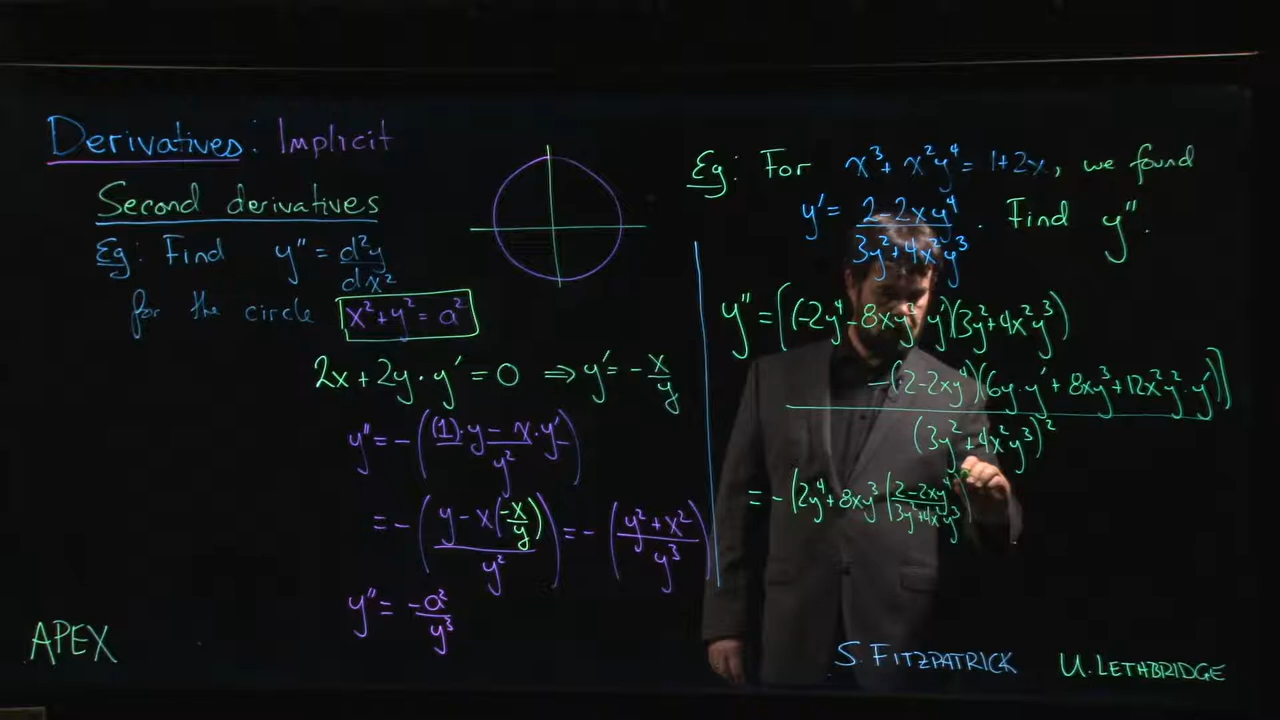 Derivatives: Implicit
Second derivatives
Eg: Find y″ = d²y/dx²
for the circle x²+y² = a²
2x + 2y · y′ = 0 ⇒ y′ = -x/y
y″ = -( ((1)·y - x·y′)/y² )
= -( (y - x(-x/y))/y² ) = -( (y² + x²)/y³ )
y″ = -a²/y³
APEX
Eg: For x³ + x²y⁴ = 1+2x, we found
y′ = (2-2xy⁴)/(3y²+4x²y³). Find y″.
y″ = ((-2y⁴ - 8xy³ y′)(3y²+4x²y³)
-(2-2xy⁴)(6y·y′ + 8xy³ + 12x²y²·y′))
(3y² + 4x²y³)²
= -(2y⁴ + 8xy³ ((2-2xy⁴)/(3y²+4x²y³))
S. FITZPATRICK
U. LETHBRIDGE